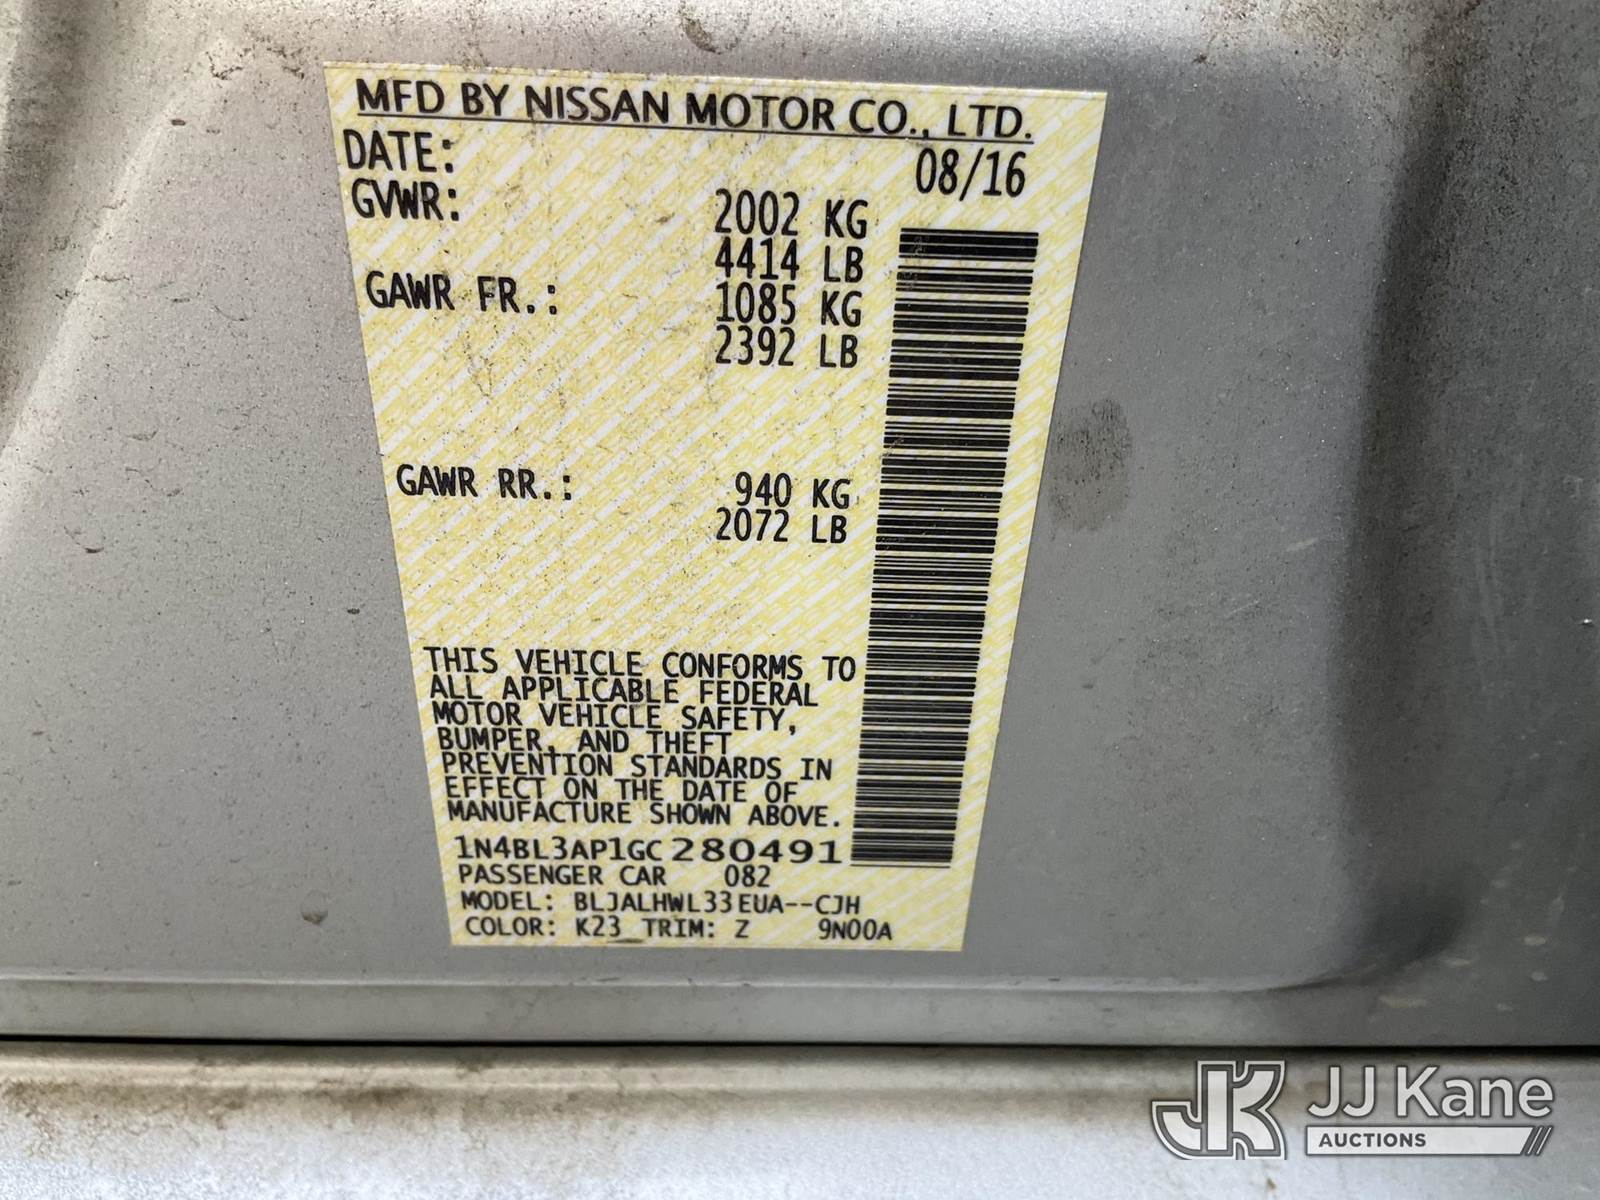 MFD BY NISSAN MOTOR CO., LTD.
DATE: 08/16
GVWR: 2002 KG
4414 LB
GAWR FR.: 1085 KG
2392 LB
GAWR RR.: 940 KG
2072 LB
THIS VEHICLE CONFORMS TO
ALL APPLICABLE FEDERAL
MOTOR VEHICLE SAFETY,
BUMPER, AND THEFT
PREVENTION STANDARDS IN
EFFECT ON THE DATE OF
MANUFACTURE SHOWN ABOVE.
1N4BL3AP1GC280491
PASSENGER CAR 082
MODEL: BLJALHWL33EUA--CJH
COLOR: K23 TRIM: Z 9N00A
JK JJ Kane
AUCTIONS